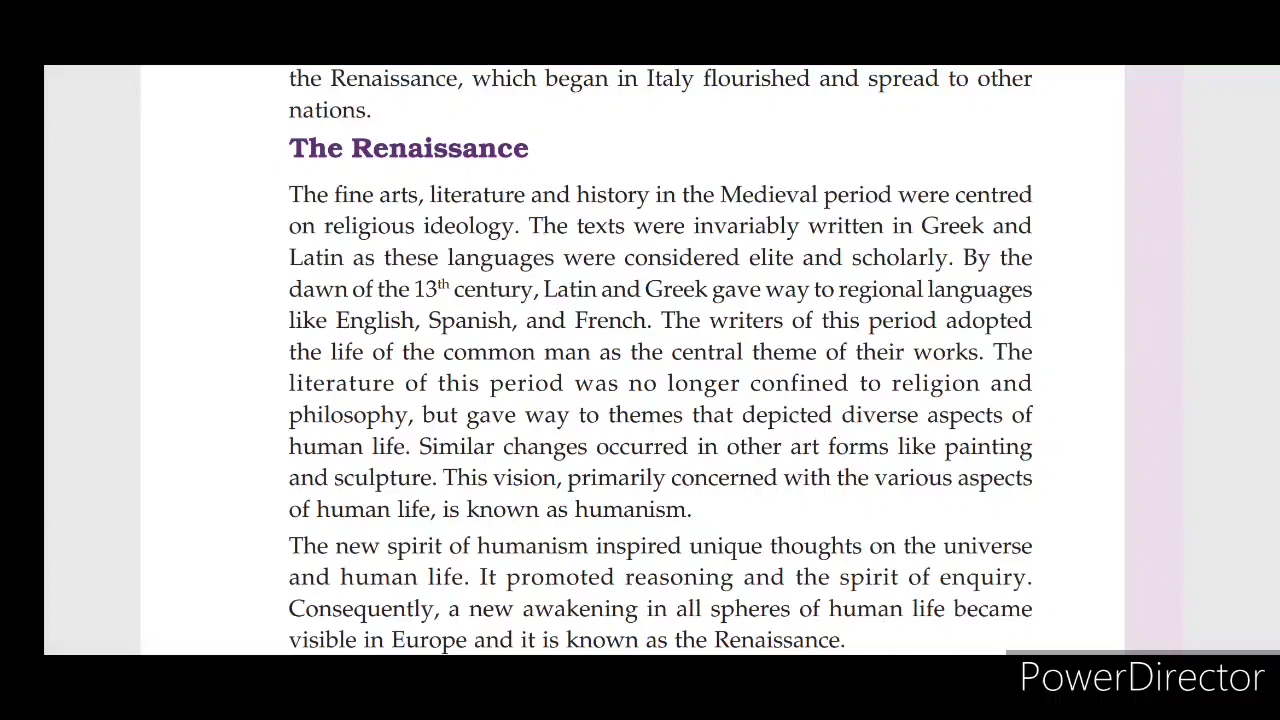 the Renaissance, which began in Italy flourished and spread to other
nations.
The Renaissance
The fine arts, literature and history in the Medieval period were centred
on religious ideology. The texts were invariably written in Greek and
Latin as these languages were considered elite and scholarly. By the
dawn of the 13th century, Latin and Greek gave way to regional languages
like English, Spanish, and French. The writers of this period adopted
the life of the common man as the central theme of their works. The
literature of this period was no longer confined to religion and
philosophy, but gave way to themes that depicted diverse aspects of
human life. Similar changes occurred in other art forms like painting
and sculpture. This vision, primarily concerned with the various aspects
of human life, is known as humanism.
The new spirit of humanism inspired unique thoughts on the universe
and human life. It promoted reasoning and the spirit of enquiry.
Consequently, a new awakening in all spheres of human life became
visible in Europe and it is known as the Renaissance.
PowerDirector